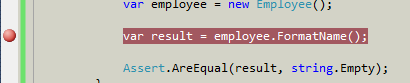 var employee = new Employee();
var result = employee.FormatName();
Assert.AreEqual(result, string.Empty);